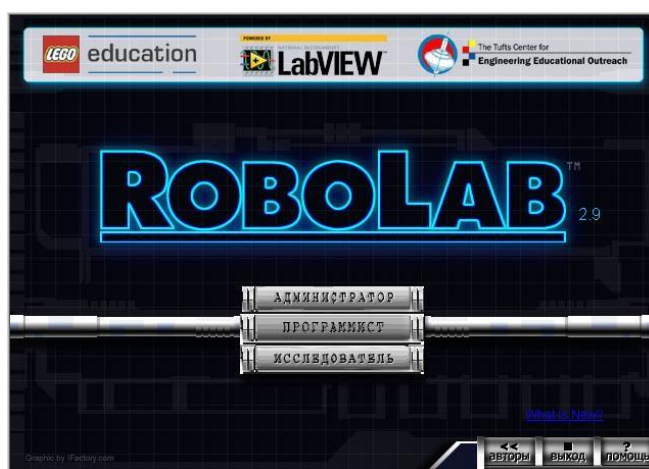 LEGO education
POWERED BY
NATIONAL INSTRUMENTS
LabVIEW
The Tufts Center for
Engineering Educational Outreach
ROBOLAB TM
2.9
АДМИНИСТРАТОР
ПРОГРАММИСТ
ИССЛЕДОВАТЕЛЬ
What is New?
Graphic by IFactory.com
<< авторы
выход
? помощь